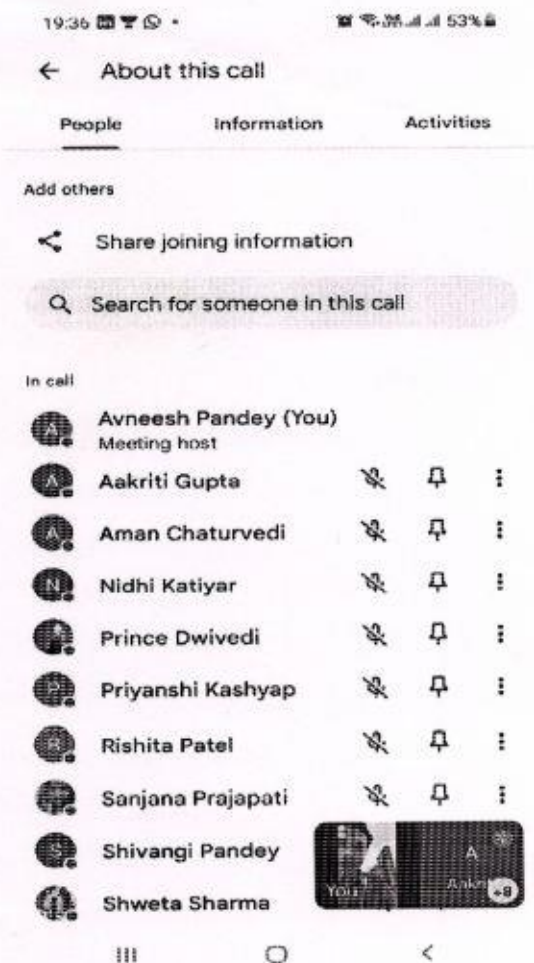 19:36 53%
About this call
People Information Activities
Add others
Share joining information
Search for someone in this call
In call
A Avneesh Pandey (You)
Meeting host
A Aakriti Gupta
A Aman Chaturvedi
N Nidhi Katiyar
Prince Dwivedi
P Priyanshi Kashyap
R Rishita Patel
Sanjana Prajapati
S Shivangi Pandey
A
You +8
Shweta Sharma